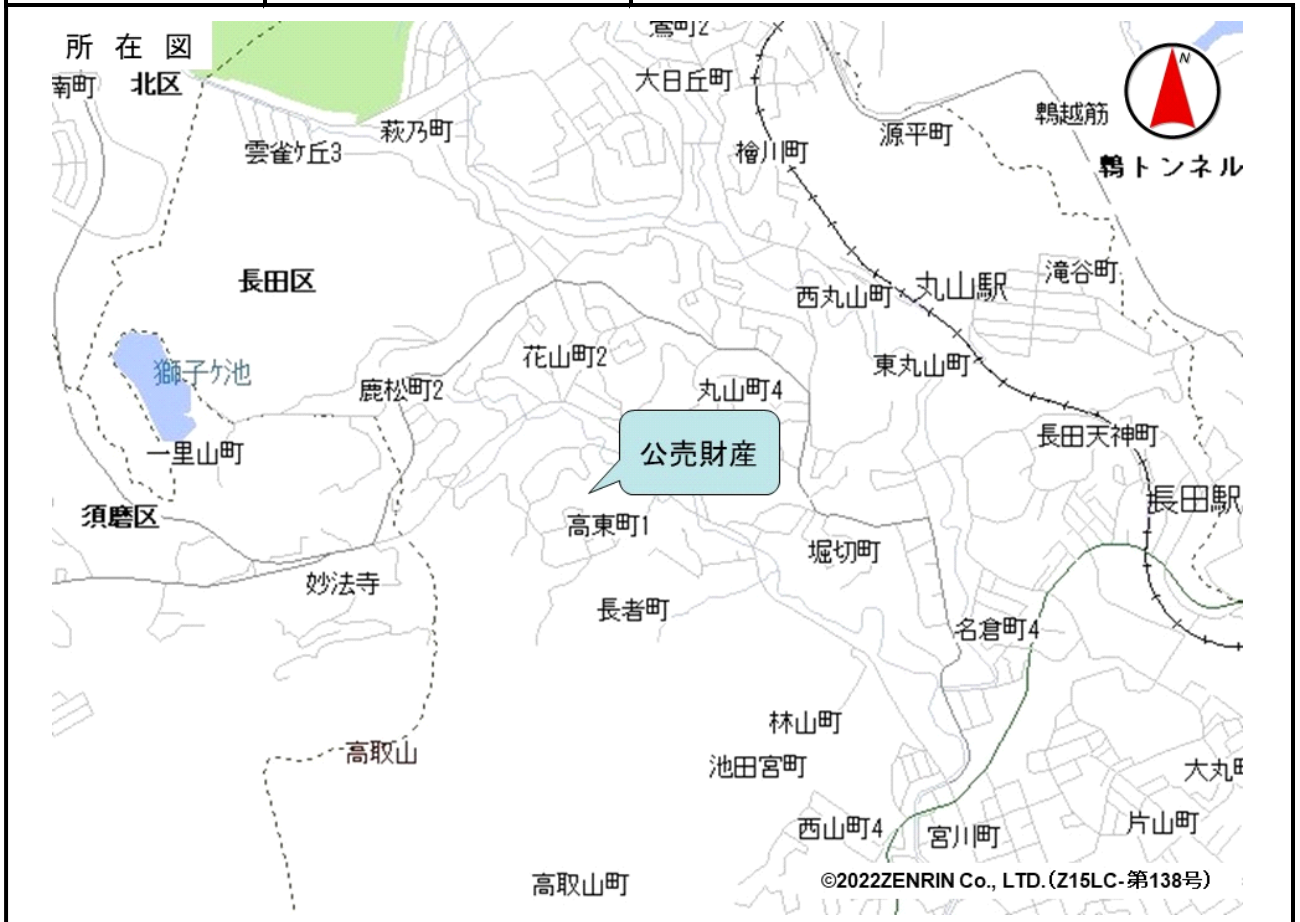 所 在 図
鶯町2
南町
北区
大日丘町
萩乃町
源平町
鵯越筋
雲雀ケ丘3
檜川町
鵯トンネル
長田区
西丸山町
丸山駅
滝谷町
獅子ケ池
花山町2
東丸山町
鹿松町2
丸山町4
長田天神町
一里山町
公売財産
長田駅
須磨区
高東町1
堀切町
妙法寺
長者町
名倉町4
林山町
高取山
池田宮町
大丸町
西山町4
宮川町
片山町
高取山町
©2022ZENRIN Co., LTD.(Z15LC-第138号)